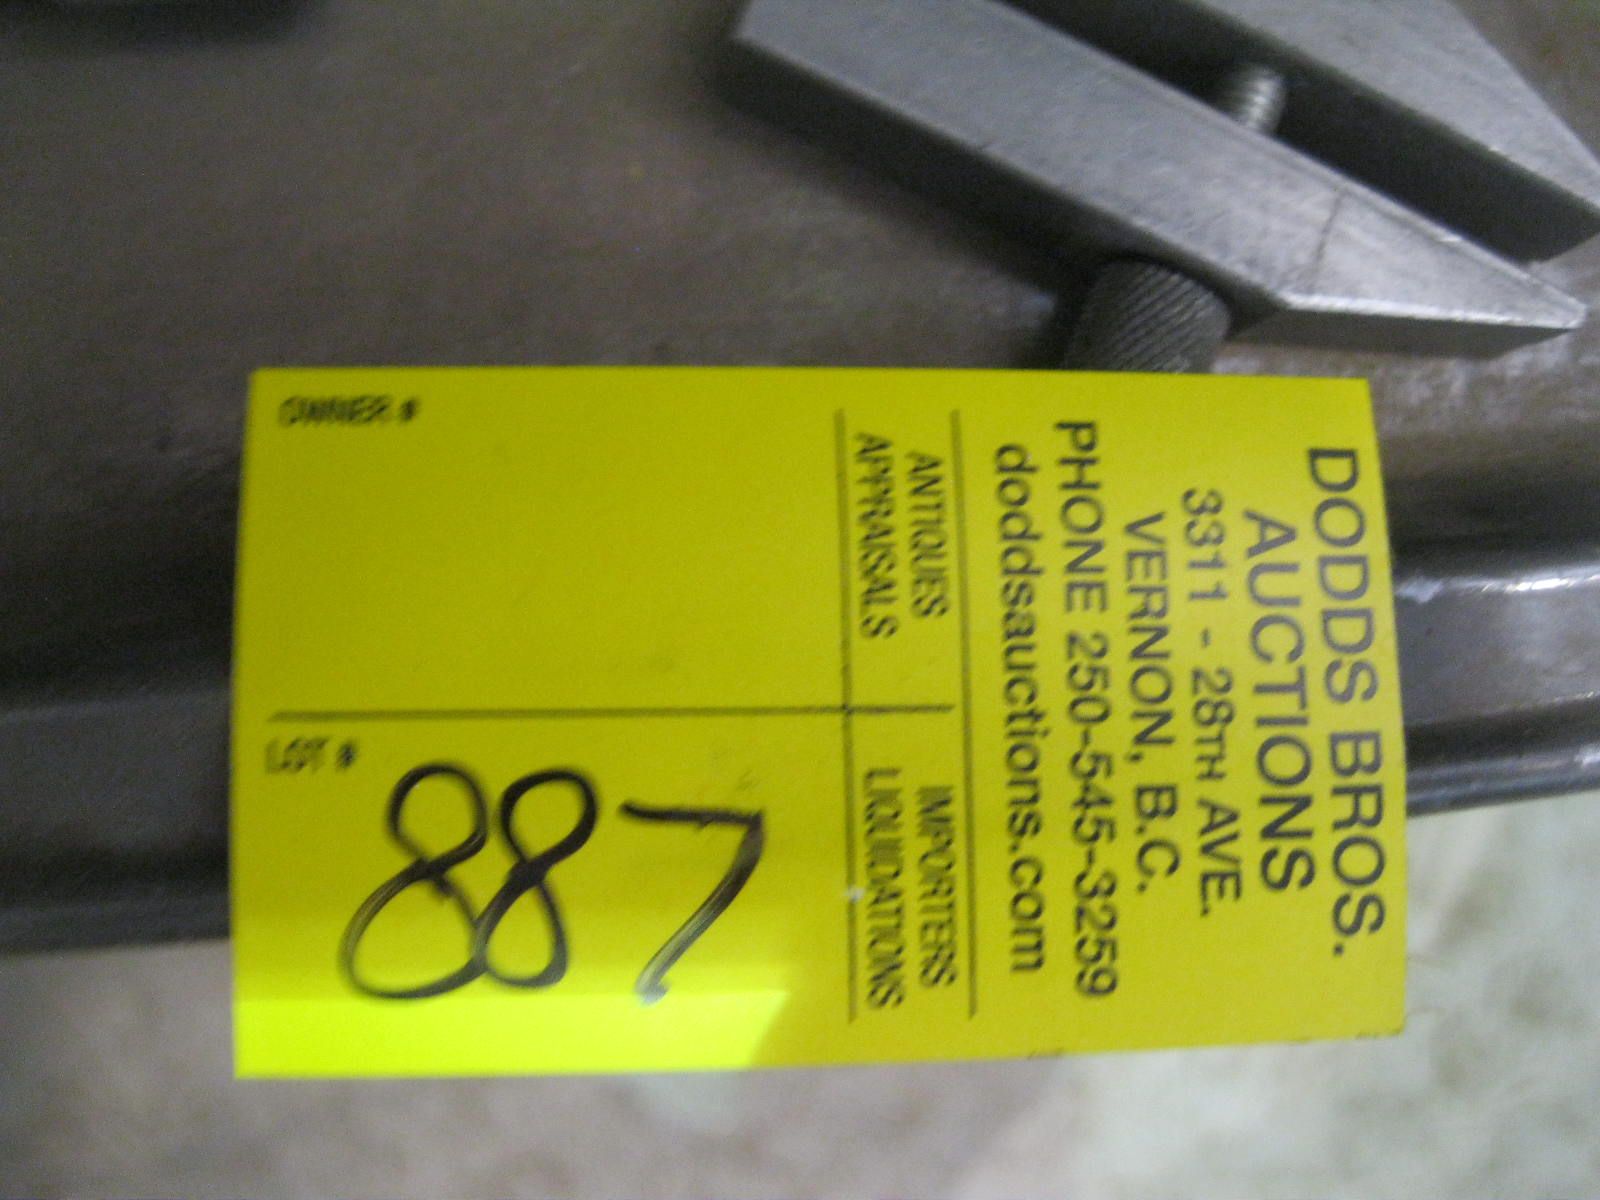 DODDS BROS.
AUCTIONS
3311 - 28TH AVE.
VERNON, B.C.
PHONE 250-545-3259
doddsauctions.com
ANTIQUES
APPRAISALS
IMPORTERS
LIQUIDATIONS
OWNER #
LOT #
887